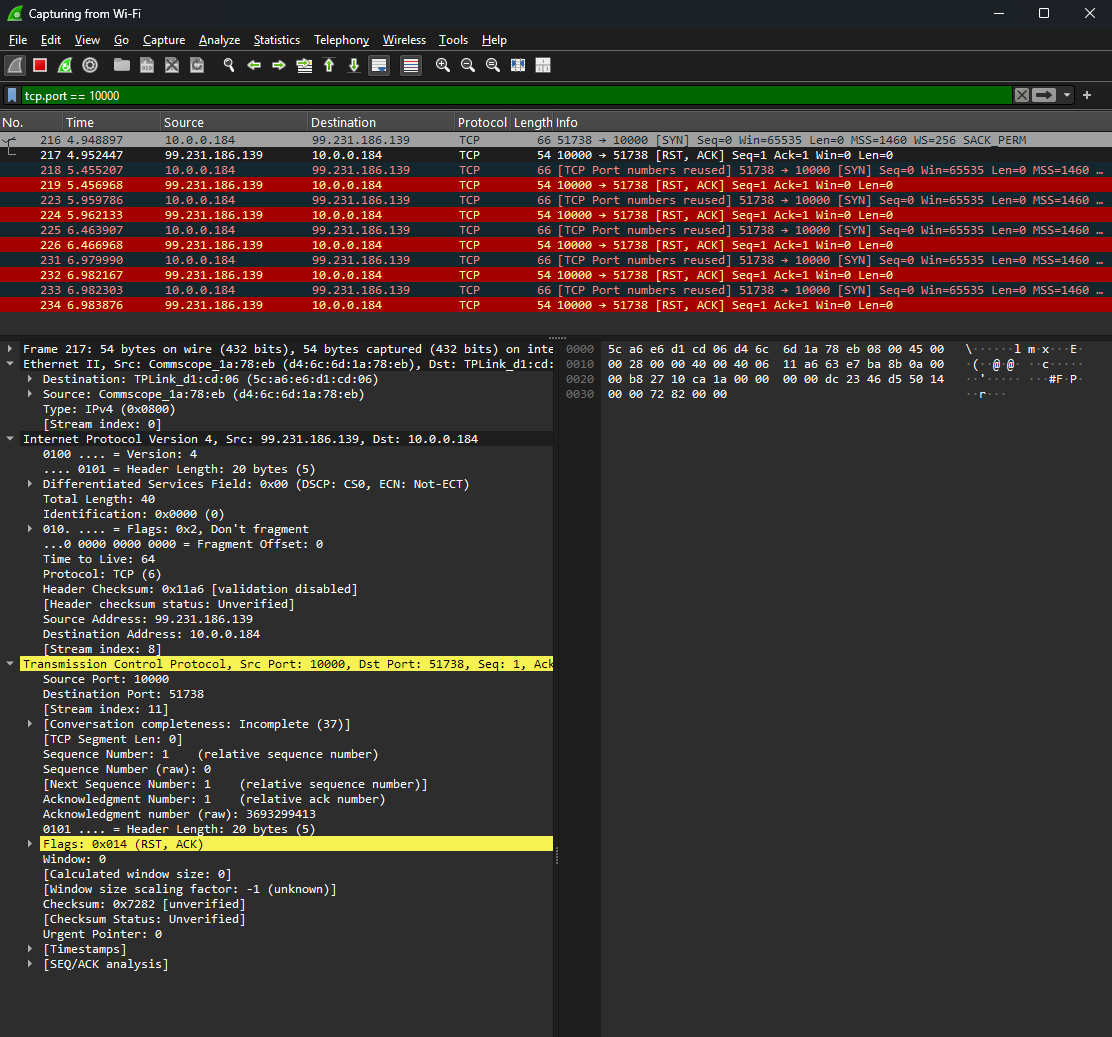 Capturing from Wi-Fi
File Edit View Go Capture Analyze Statistics Telephony Wireless Tools Help
tcp.port == 10000
No. Time Source Destination Protocol Length Info
216 4.948897 10.0.0.184 99.231.186.139 TCP 66 51738 → 10000 [SYN] Seq=0 Win=65535 Len=0 MSS=1460 WS=256 SACK_PERM
217 4.952447 99.231.186.139 10.0.0.184 TCP 54 10000 → 51738 [RST, ACK] Seq=1 Ack=1 Win=0 Len=0
218 5.455207 10.0.0.184 99.231.186.139 TCP 66 [TCP Port numbers reused] 51738 → 10000 [SYN] Seq=0 Win=65535 Len=0 MSS=1460 …
219 5.456968 99.231.186.139 10.0.0.184 TCP 54 10000 → 51738 [RST, ACK] Seq=1 Ack=1 Win=0 Len=0
223 5.959786 10.0.0.184 99.231.186.139 TCP 66 [TCP Port numbers reused] 51738 → 10000 [SYN] Seq=0 Win=65535 Len=0 MSS=1460 …
224 5.962133 99.231.186.139 10.0.0.184 TCP 54 10000 → 51738 [RST, ACK] Seq=1 Ack=1 Win=0 Len=0
225 6.463907 10.0.0.184 99.231.186.139 TCP 66 [TCP Port numbers reused] 51738 → 10000 [SYN] Seq=0 Win=65535 Len=0 MSS=1460 …
226 6.466968 99.231.186.139 10.0.0.184 TCP 54 10000 → 51738 [RST, ACK] Seq=1 Ack=1 Win=0 Len=0
231 6.979990 10.0.0.184 99.231.186.139 TCP 66 [TCP Port numbers reused] 51738 → 10000 [SYN] Seq=0 Win=65535 Len=0 MSS=1460 …
232 6.982167 99.231.186.139 10.0.0.184 TCP 54 10000 → 51738 [RST, ACK] Seq=1 Ack=1 Win=0 Len=0
233 6.982303 10.0.0.184 99.231.186.139 TCP 66 [TCP Port numbers reused] 51738 → 10000 [SYN] Seq=0 Win=65535 Len=0 MSS=1460 …
234 6.983876 99.231.186.139 10.0.0.184 TCP 54 10000 → 51738 [RST, ACK] Seq=1 Ack=1 Win=0 Len=0
Frame 217: 54 bytes on wire (432 bits), 54 bytes captured (432 bits) on inte
Ethernet II, Src: Commscope_1a:78:eb (d4:6c:6d:1a:78:eb), Dst: TPLink_d1:cd:
Destination: TPLink_d1:cd:06 (5c:a6:e6:d1:cd:06)
Source: Commscope_1a:78:eb (d4:6c:6d:1a:78:eb)
Type: IPv4 (0x0800)
[Stream index: 0]
Internet Protocol Version 4, Src: 99.231.186.139, Dst: 10.0.0.184
0100 .... = Version: 4
.... 0101 = Header Length: 20 bytes (5)
Differentiated Services Field: 0x00 (DSCP: CS0, ECN: Not-ECT)
Total Length: 40
Identification: 0x0000 (0)
010. .... = Flags: 0x2, Don't fragment
...0 0000 0000 0000 = Fragment Offset: 0
Time to Live: 64
Protocol: TCP (6)
Header Checksum: 0x11a6 [validation disabled]
[Header checksum status: Unverified]
Source Address: 99.231.186.139
Destination Address: 10.0.0.184
[Stream index: 8]
Transmission Control Protocol, Src Port: 10000, Dst Port: 51738, Seq: 1, Ack
Source Port: 10000
Destination Port: 51738
[Stream index: 11]
[Conversation completeness: Incomplete (37)]
[TCP Segment Len: 0]
Sequence Number: 1 (relative sequence number)
Sequence Number (raw): 0
[Next Sequence Number: 1 (relative sequence number)]
Acknowledgment Number: 1 (relative ack number)
Acknowledgment number (raw): 3693299413
0101 .... = Header Length: 20 bytes (5)
Flags: 0x014 (RST, ACK)
Window: 0
[Calculated window size: 0]
[Window size scaling factor: -1 (unknown)]
Checksum: 0x7282 [unverified]
[Checksum Status: Unverified]
Urgent Pointer: 0
[Timestamps]
[SEQ/ACK analysis]
0000 5c a6 e6 d1 cd 06 d4 6c 6d 1a 78 eb 08 00 45 00 \······l m·x···E·
0010 00 28 00 00 40 00 40 06 11 a6 63 e7 ba 8b 0a 00 ·(··@·@· ··c·····
0020 00 b8 27 10 ca 1a 00 00 00 00 dc 23 46 d5 50 14 ··'····· ···#F·P·
0030 00 00 72 82 00 00 ··r···